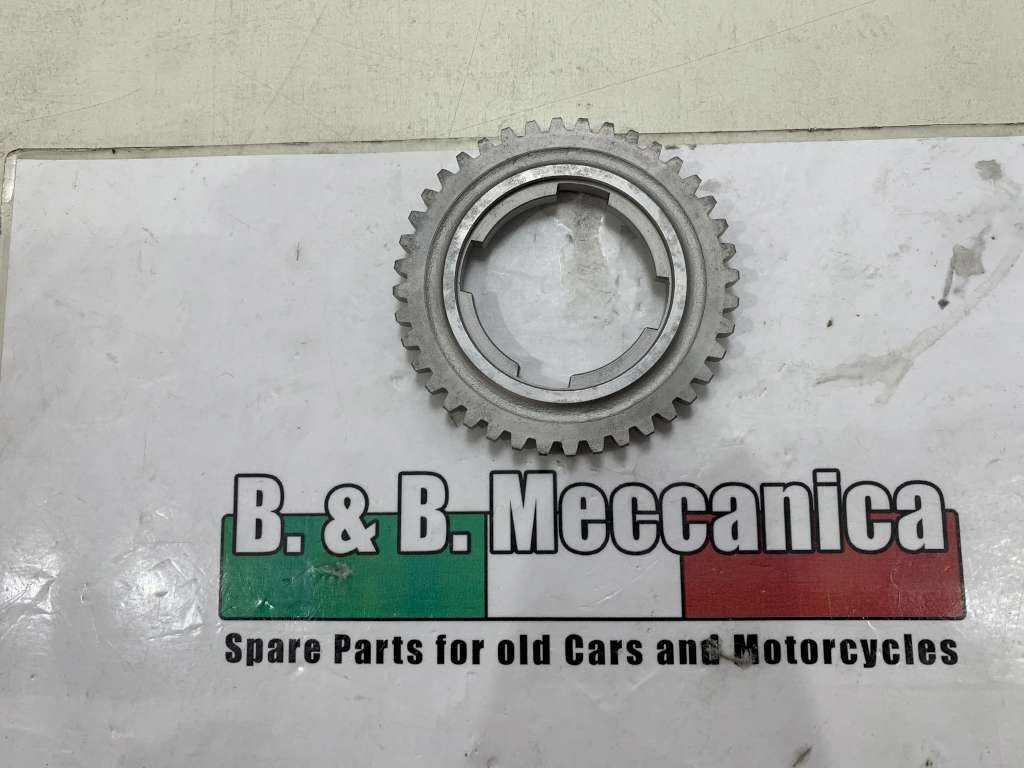 B. & B. Meccanica
Spare Parts for old Cars and Motorcycles